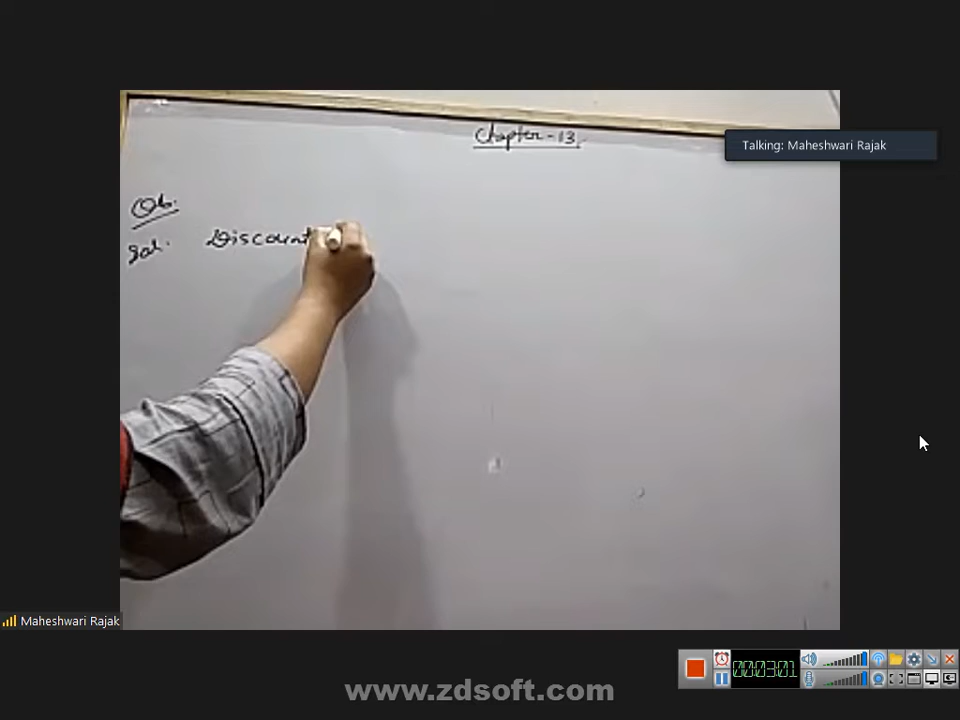 Chapter-13.
Talking: Maheshwari Rajak
Q6.
Sol. Discount
Maheshwari Rajak
00:03:01
www.zdsoft.com